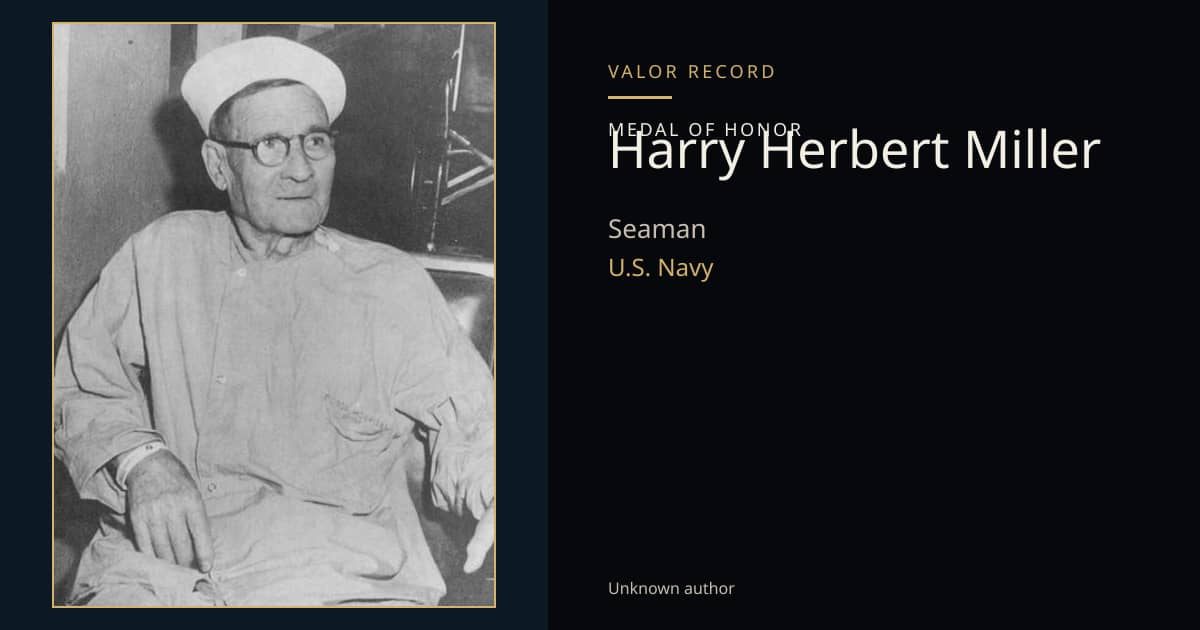 VALOR RECORD
MEDAL OF HONOR
Harry Herbert Miller
Seaman
U.S. Navy
Unknown author